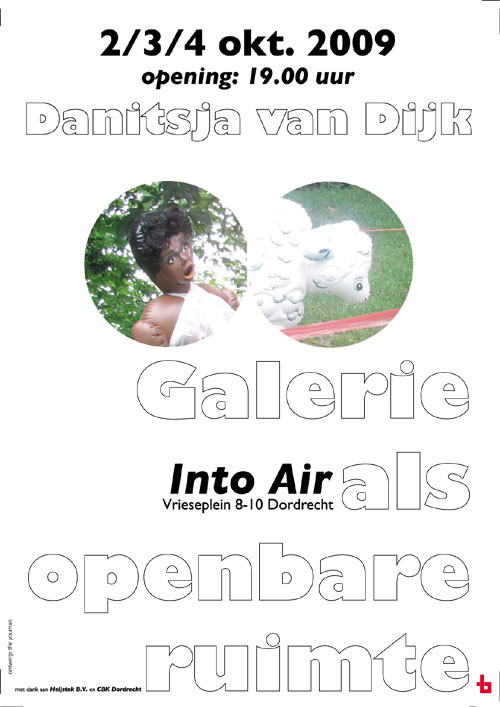 2/3/4 okt. 2009
opening: 19.00 uur
Danitsja van Dijk
Galerie
Into Air als
Vrieseplein 8-10 Dordrecht
openbare
ruimte
ontwerp: the youman
met dank aan Heijstek B.V. en CBK Dordrecht